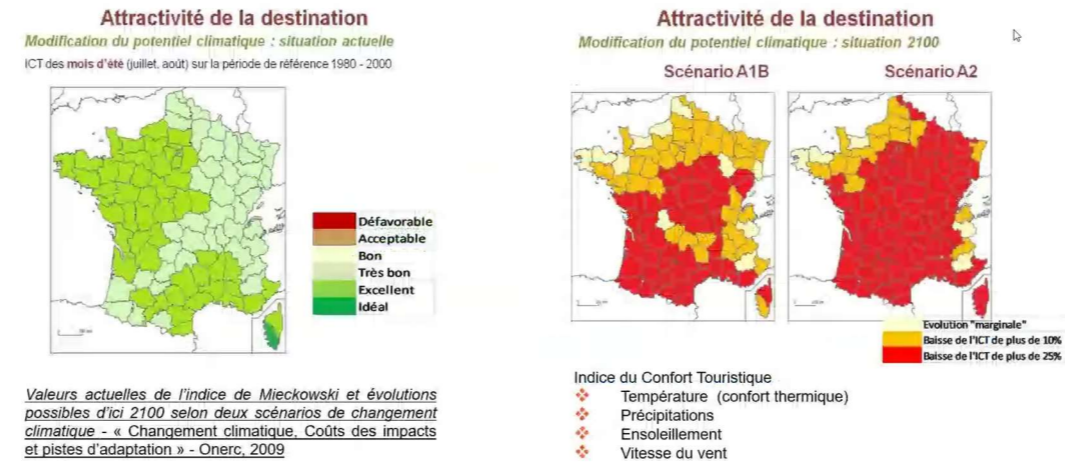 Attractivité de la destination
Modification du potentiel climatique : situation actuelle
ICT des mois d'été (juillet, août) sur la période de référence 1980 - 2000
Défavorable
Acceptable
Bon
Très bon
Excellent
Idéal
Valeurs actuelles de l'indice de Mieckowski et évolutions
possibles d'ici 2100 selon deux scénarios de changement
climatique - « Changement climatique, Coûts des impacts
et pistes d'adaptation » - Onerc, 2009
Attractivité de la destination
Modification du potentiel climatique : situation 2100
Scénario A1B
Scénario A2
Evolution "marginale"
Baisse de l'ICT de plus de 10%
Baisse de l'ICT de plus de 25%
Indice du Confort Touristique
Température (confort thermique)
Précipitations
Ensoleillement
Vitesse du vent